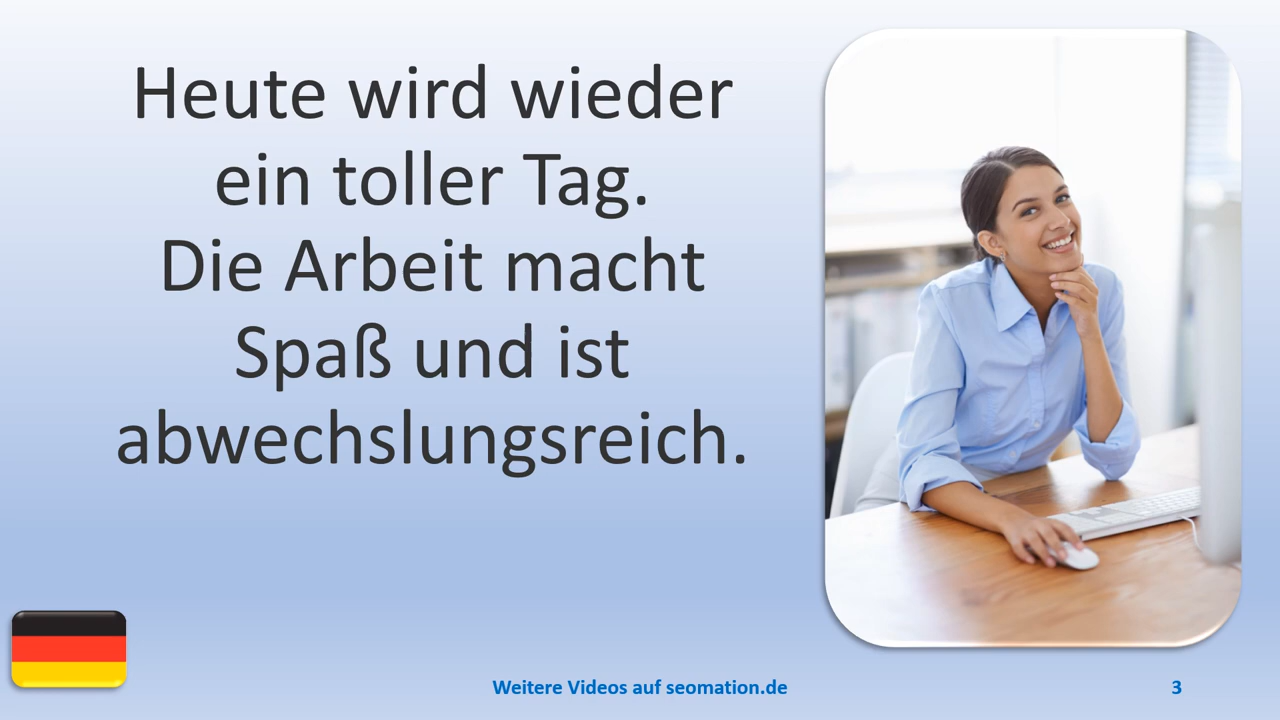 Heute wird wieder
ein toller Tag.
Die Arbeit macht
Spaß und ist
abwechslungsreich.
Weitere Videos auf seomation.de
3